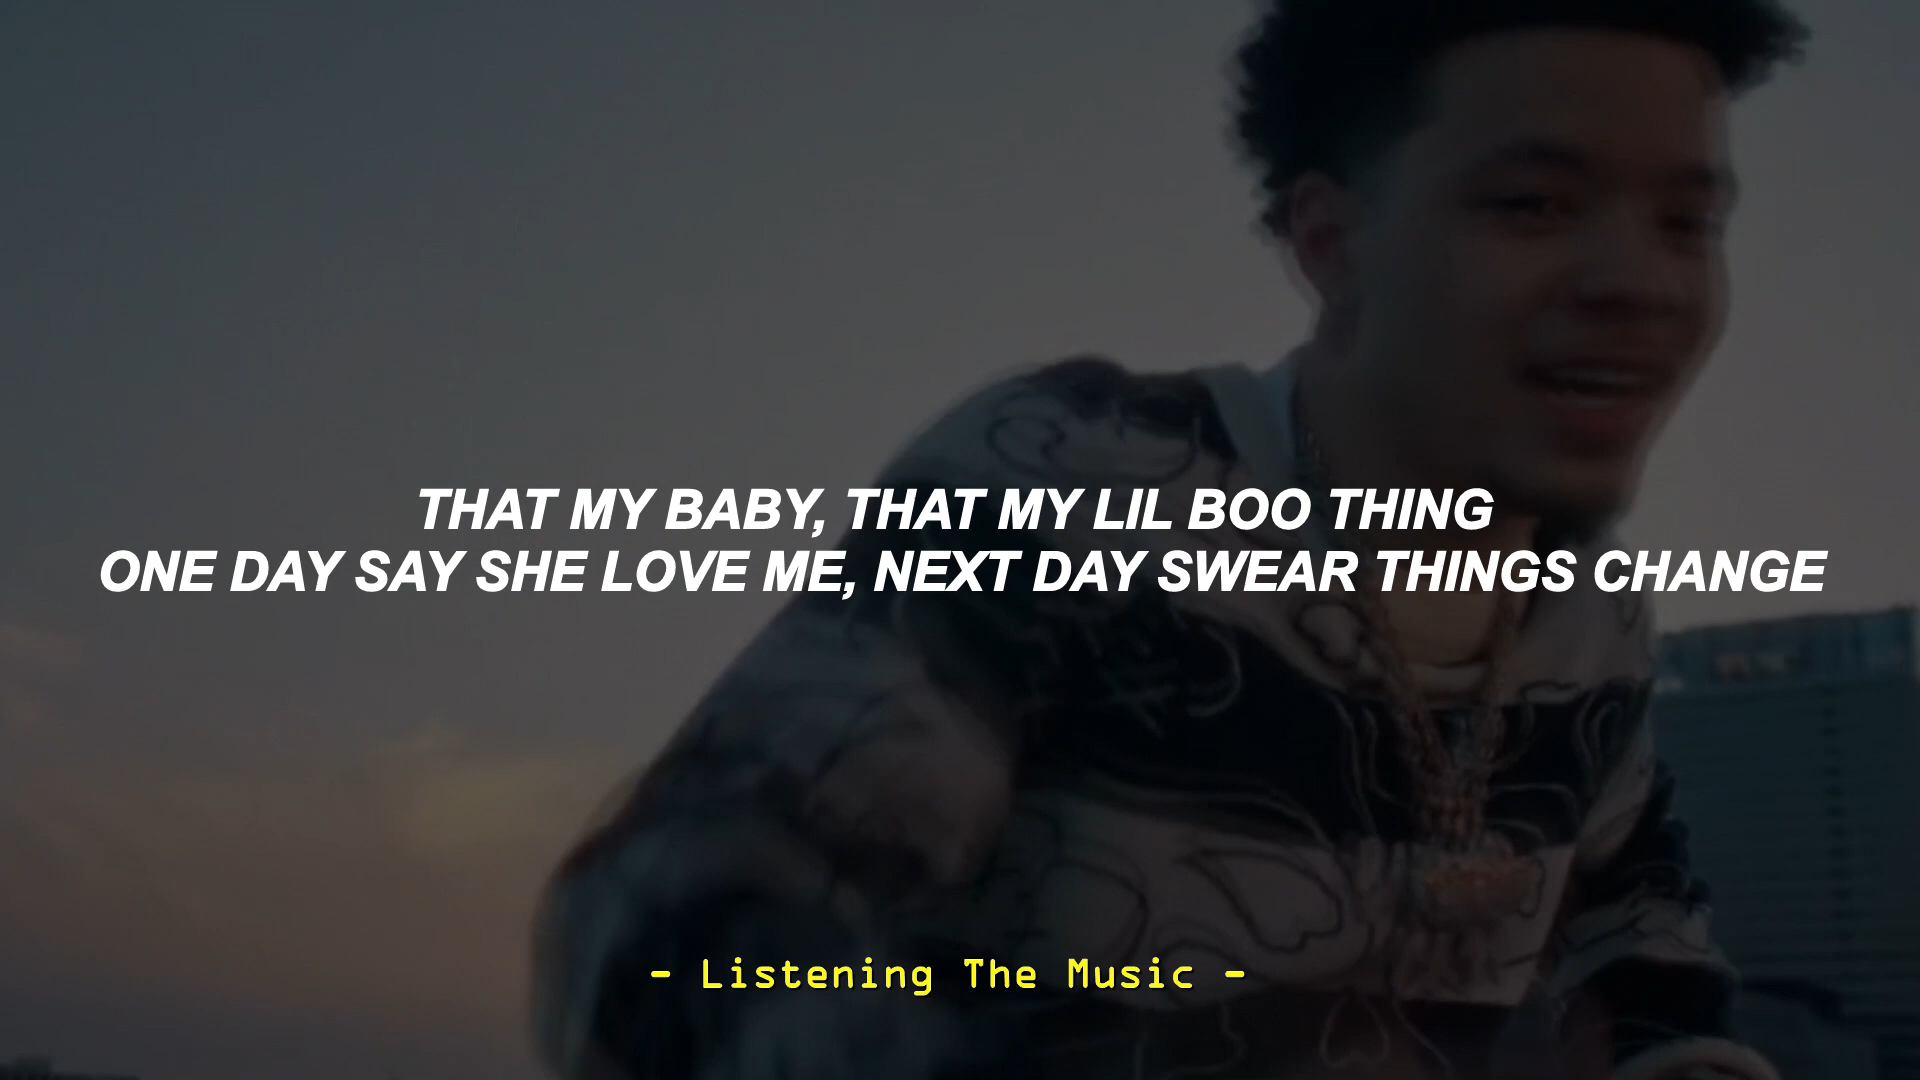 THAT MY BABY, THAT MY LIL BOO THING
ONE DAY SAY SHE LOVE ME, NEXT DAY SWEAR THINGS CHANGE
- Listening The Music -